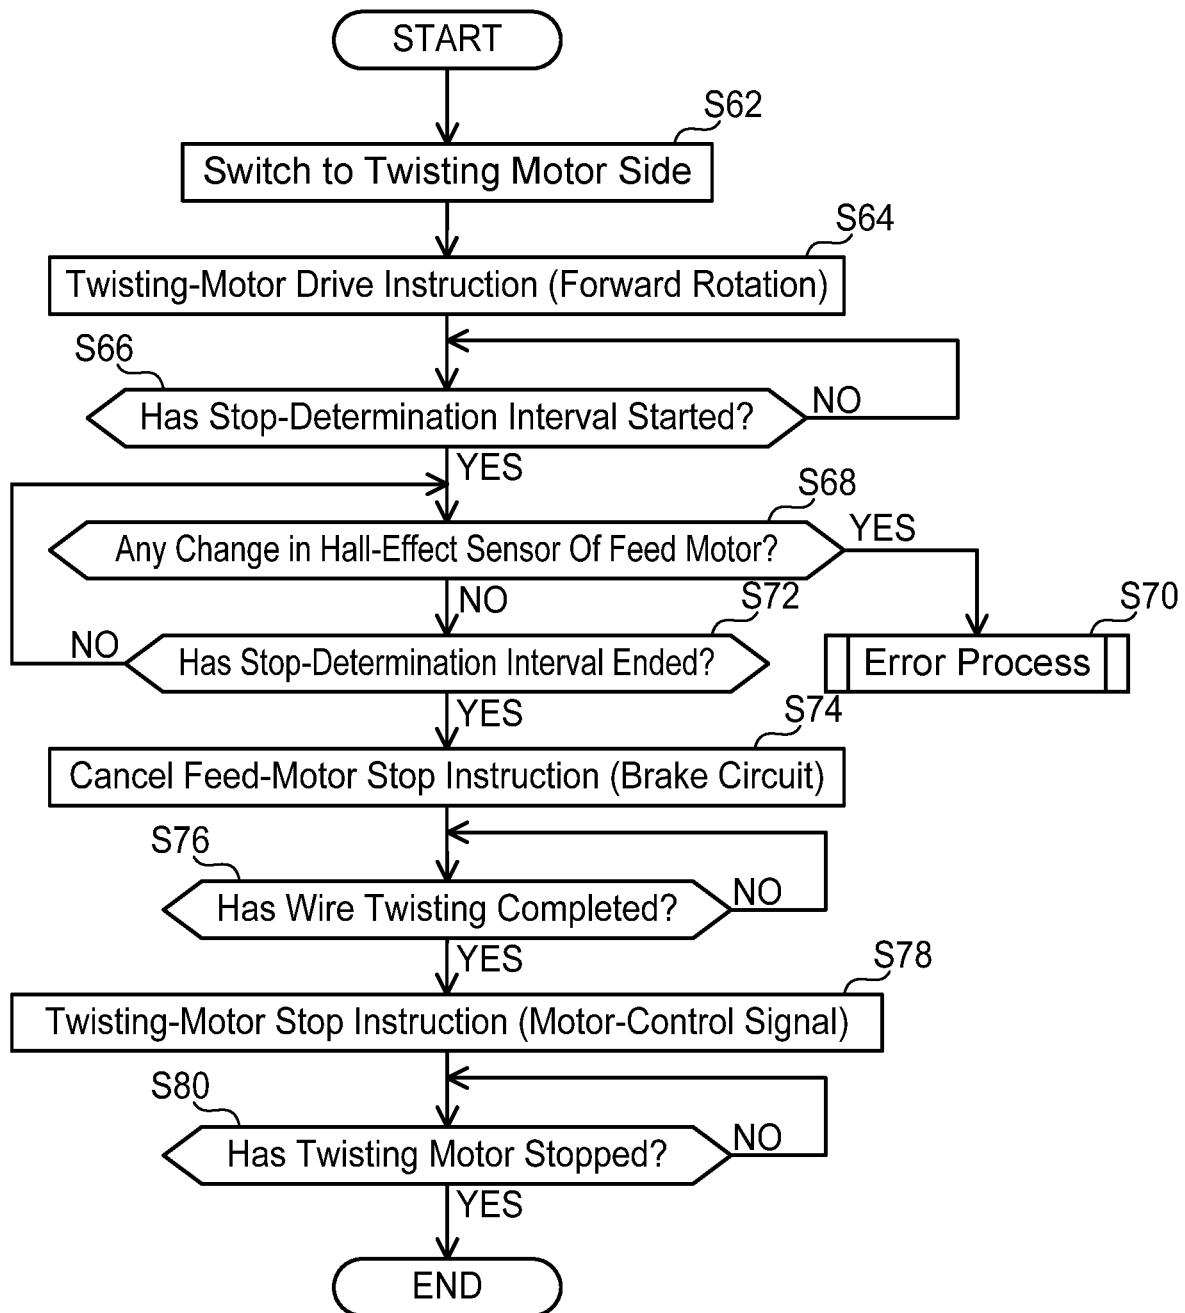 START
S62
Switch to Twisting Motor Side
S64
Twisting-Motor Drive Instruction (Forward Rotation)
S66
Has Stop-Determination Interval Started?
NO
YES
S68
Any Change in Hall-Effect Sensor Of Feed Motor?
YES
NO
S72
S70
NO
Has Stop-Determination Interval Ended?
Error Process
YES
S74
Cancel Feed-Motor Stop Instruction (Brake Circuit)
S76
Has Wire Twisting Completed?
NO
YES
S78
Twisting-Motor Stop Instruction (Motor-Control Signal)
S80
Has Twisting Motor Stopped?
NO
YES
END